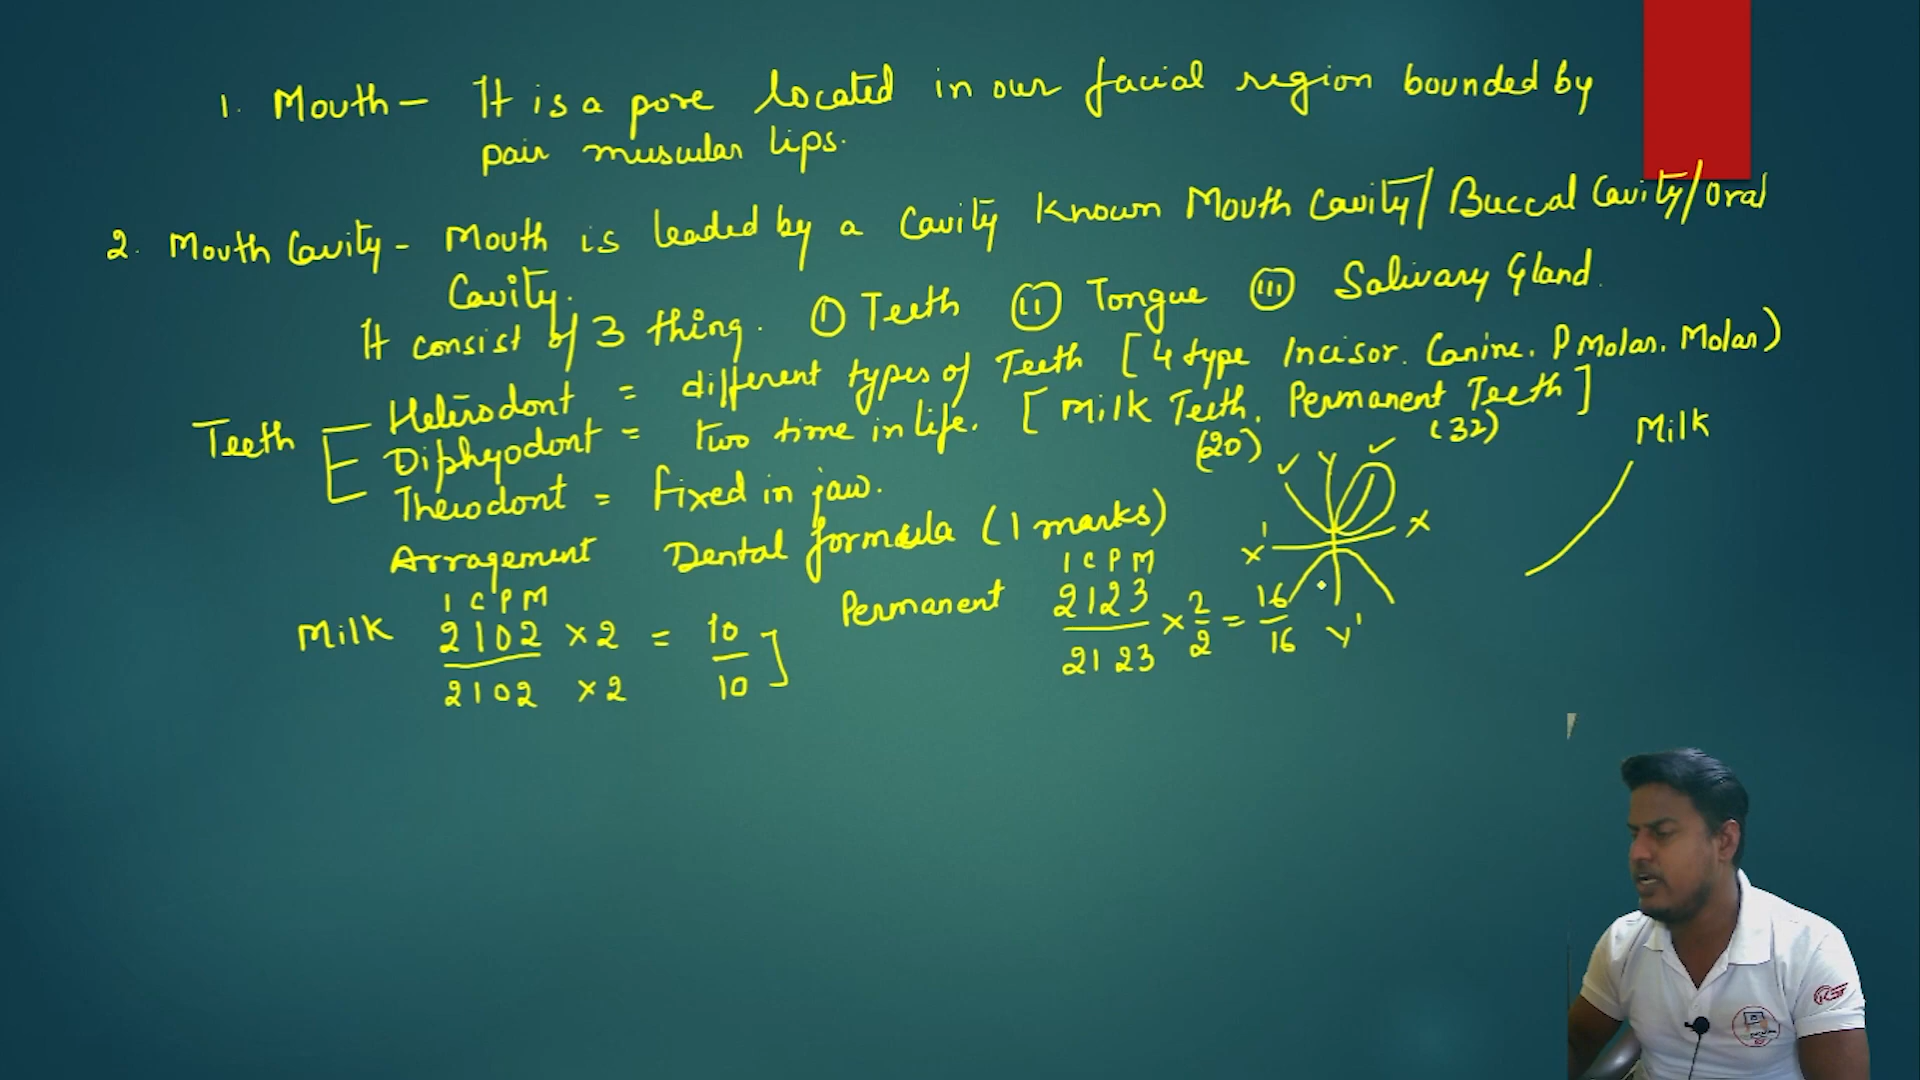 1. Mouth - It is a pore located in our facial region bounded by
pair muscular lips.
2. Mouth Cavity - Mouth is leaded by a Cavity Known Mouth Cavity/Buccal Cavity/Oral
Cavity.
It consist of 3 thing. (i) Teeth (ii) Tongue (iii) Salivary Gland.
Teeth
Heterodont = different types of Teeth [4 type Incisor. Canine. P Molar. Molar)
Diphyodont = two time in life. [Milk Teeth, Permanent Teeth]
(20) (32)
Thecodont = fixed in jaw.
Milk
Arragement Dental formula (1 marks)
Y
X' X
Y'
I C P M
Milk 2102 × 2 = 10
2102 × 2 10
I C P M
Permanent 2123 × 2 = 16
2123 2 16